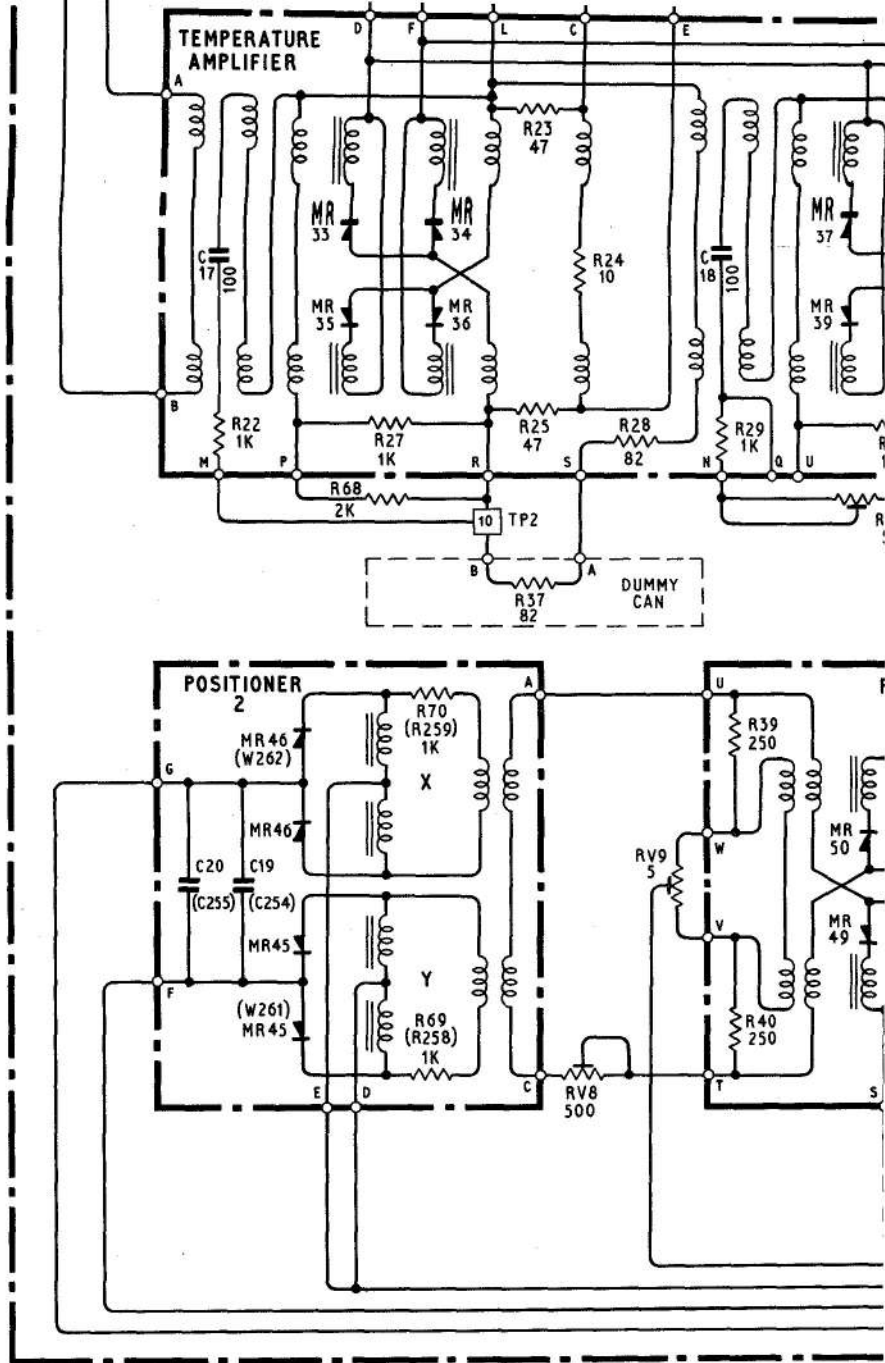 D F L C E
TEMPERATURE
AMPLIFIER
A
R23
47
MR
33
MR
34
MR
37
C
17
100
R24
10
C
18
100
MR
35
MR
36
MR
39
B
R22
1K
R27
1K
R25
47
R28
82
R29
1K
R
M P R S N Q U
R68
2K
10 TP2
R
B A
R37
82
DUMMY
CAN
POSITIONER
2
A U
R70
(R259)
1K
R39
250
MR46
(W262)
G
X
MR46
W
MR
50
RV9
5
C20
(C255)
C19
(C254)
MR45
V
MR
49
F
Y
(W261)
MR45
R69
(R258)
1K
R40
250
E D C T S
RV8
500